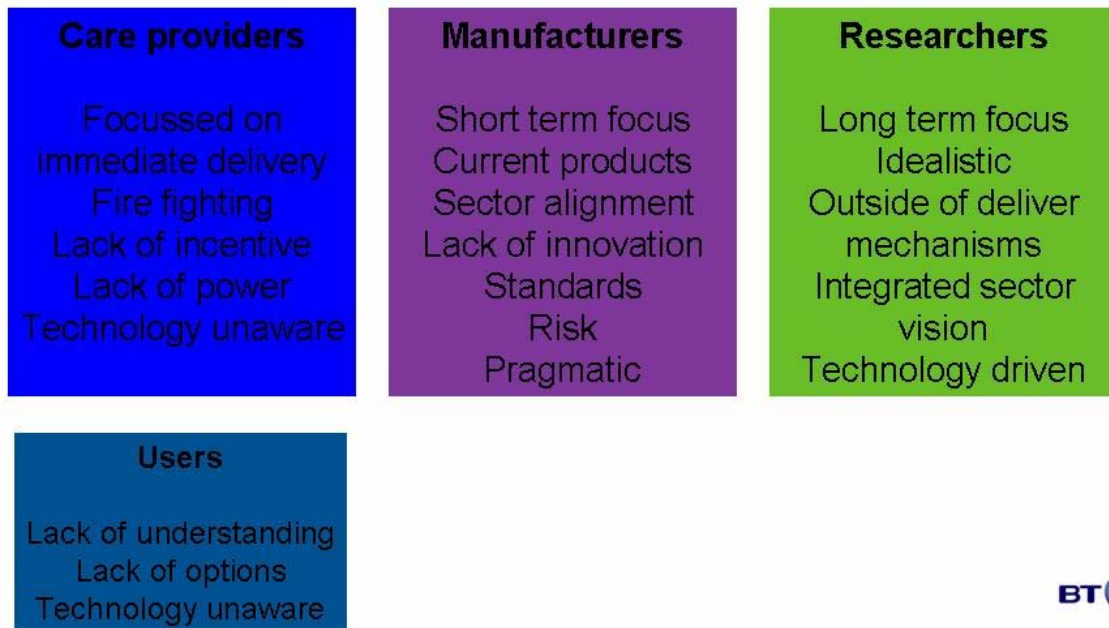 Care providers
Focussed on
immediate delivery
Fire fighting
Lack of incentive
Lack of power
Technology unaware
Manufacturers
Short term focus
Current products
Sector alignment
Lack of innovation
Standards
Risk
Pragmatic
Researchers
Long term focus
Idealistic
Outside of deliver
mechanisms
Integrated sector
vision
Technology driven
Users
Lack of understanding
Lack of options
Technology unaware
BT